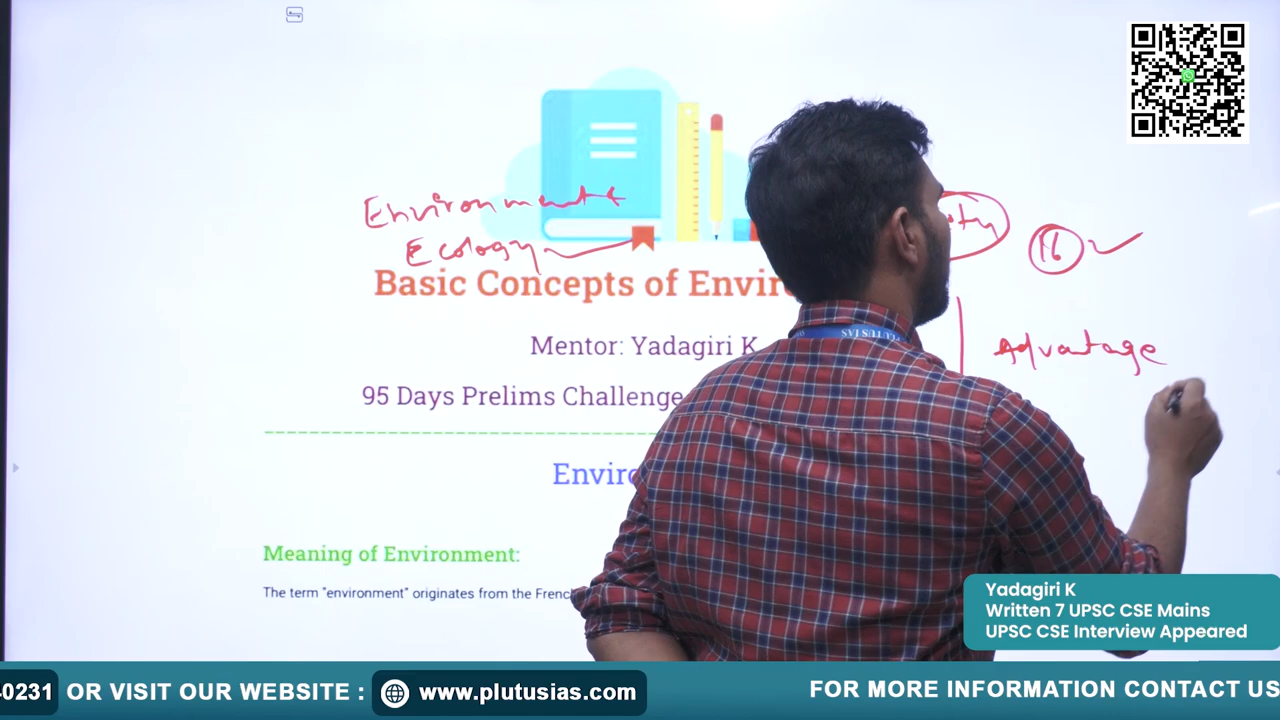 Environment
Ecology
16
Basic Concepts of Envir
Mentor: Yadagiri K
Advantage
95 Days Prelims Challenge
Enviro
Meaning of Environment:
The term "environment" originates from the Frenc
PLUTUS IAS
Yadagiri K
Written 7 UPSC CSE Mains
UPSC CSE Interview Appeared
0231 OR VISIT OUR WEBSITE : www.plutusias.com FOR MORE INFORMATION CONTACT US